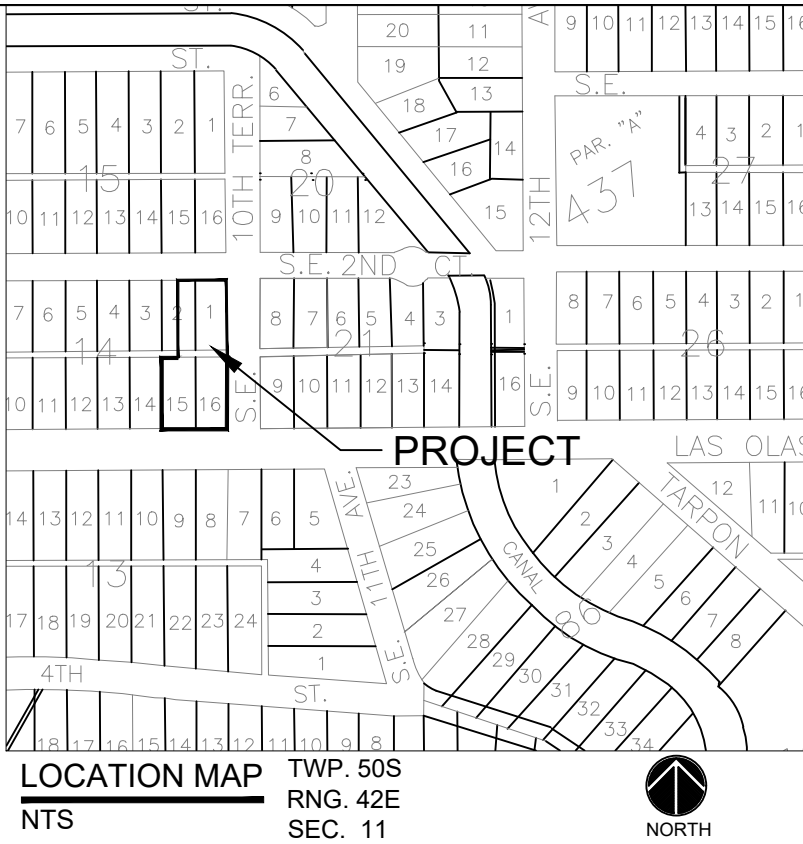 ST.
20 11
AV
9 10 11 12 13 14 15 16
ST.
19 12
S.E.
6
18 13
7 6 5 4 3 2 1
10TH TERR.
7
17
14
PAR. "A"
4 3 2 1
8
16
15
20
437
27
10 11 12 13 14 15 16
9 10 11 12
15
12TH
13 14 15 16
S.E. 2ND CT.
7 6 5 4 3 2 1
8 7 6 5 4 3
1
8 7 6 5 4 3 2 1
14
21
26
10 11 12 13 14 15 16
S.E.
9 10 11 12 13 14
16
S.E.
9 10 11 12 13 14 15 16
PROJECT
LAS OLAS
14 13 12 11 10 9 8 7 6 5
S.E. 11TH AVE.
23
24
25
26
27
28
29
30
31
32
33
34
CANAL
86
1
2
3
4
5
6
7
8
TARPON
12
11 10
13
4
3
2
1
17 18 19 20 21 22 23 24
4TH ST.
18 17 16 15 14 13 12 11 10 9 8
LOCATION MAP
NTS
TWP. 50S
RNG. 42E
SEC. 11
NORTH